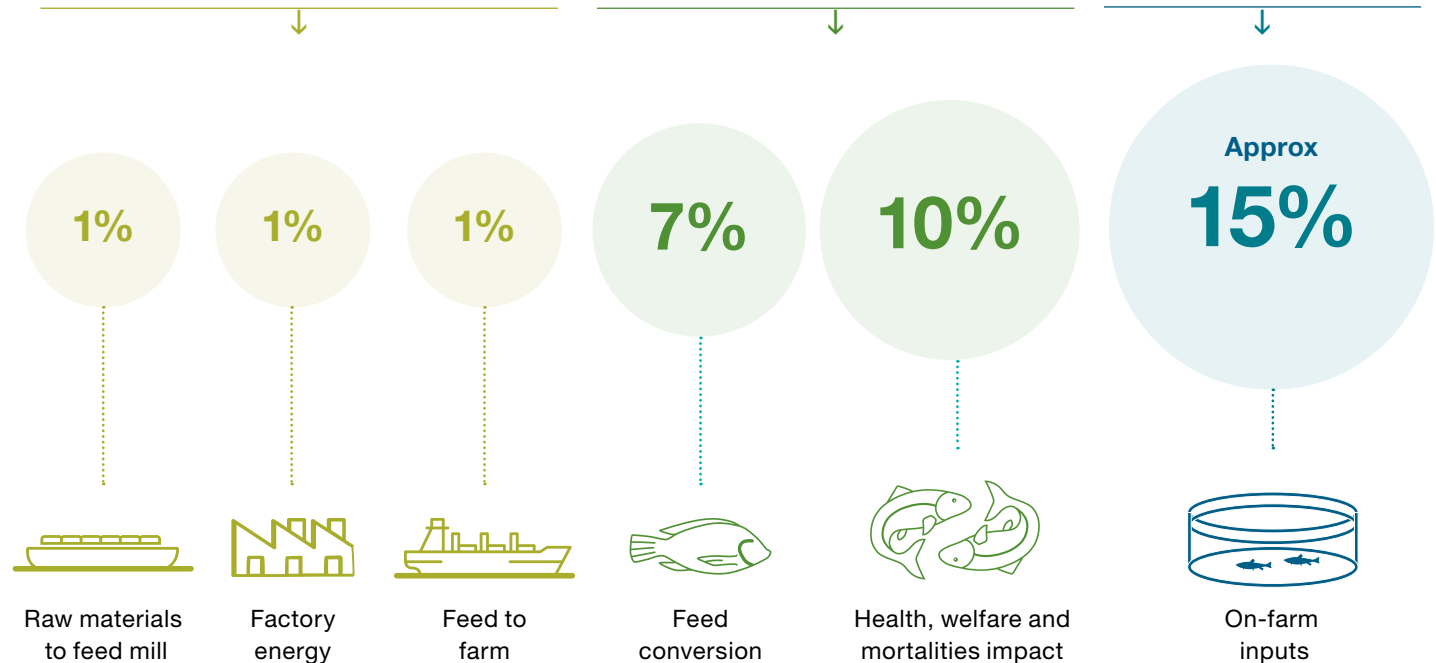 1%
1%
1%
7%
10%
Approx
15%
Raw materials
to feed mill
Factory
energy
Feed to
farm
Feed
conversion
Health, welfare and
mortalities impact
On-farm
inputs